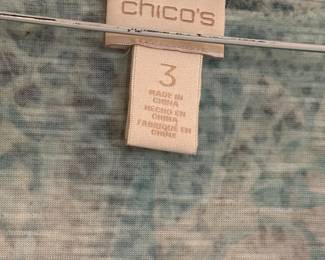 chico's
3
MADE IN
CHINA
HECHO EN
CHINA
FABRIQUÉ EN
CHINE